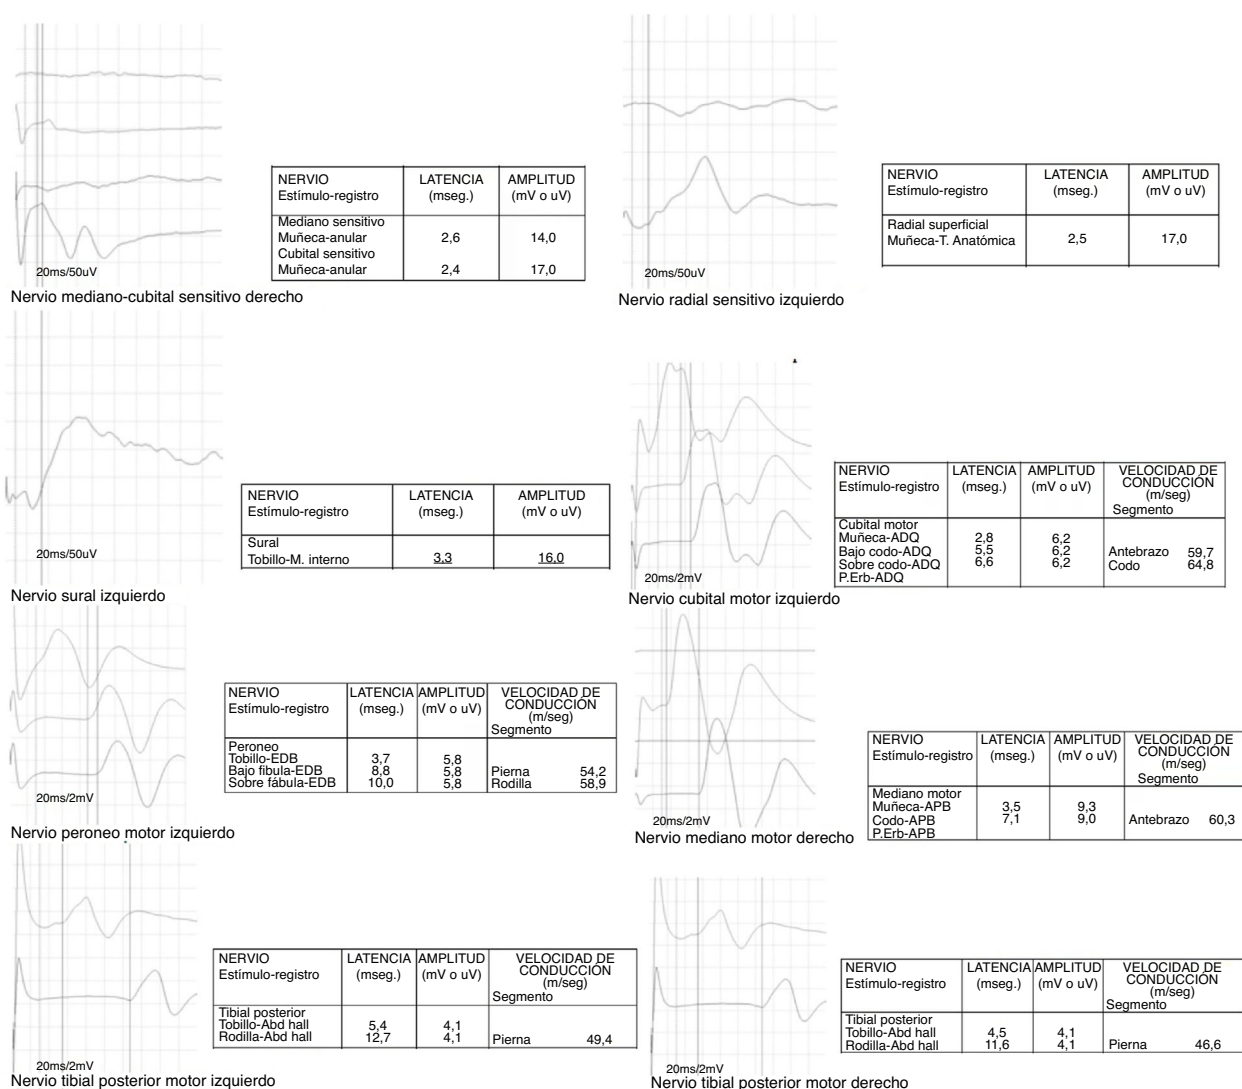 20ms/50uV
NERVIO LATENCIA AMPLITUD
Estímulo-registro (mseg.) (mV o uV)
Mediano sensitivo
Muñeca-anular 2,6 14,0
Cubital sensitivo
Muñeca-anular 2,4 17,0
Nervio mediano-cubital sensitivo derecho
20ms/50uV
NERVIO LATENCIA AMPLITUD
Estímulo-registro (mseg.) (mV o uV)
Radial superficial
Muñeca-T. Anatómica 2,5 17,0
Nervio radial sensitivo izquierdo
20ms/50uV
NERVIO LATENCIA AMPLITUD
Estímulo-registro (mseg.) (mV o uV)
Sural
Tobillo-M. interno 3.3 16.0
Nervio sural izquierdo
20ms/2mV
NERVIO LATENCIA AMPLITUD VELOCIDAD DE
CONDUCCIÓN
Estímulo-registro (mseg.) (mV o uV) (m/seg)
Segmento
Cubital motor
Muñeca-ADQ 2,8 6,2
Bajo codo-ADQ 5,5 6,2 Antebrazo 59,7
Sobre codo-ADQ 6,6 6,2 Codo 64,8
P.Erb-ADQ
Nervio cubital motor izquierdo
20ms/2mV
NERVIO LATENCIA AMPLITUD VELOCIDAD DE
CONDUCCIÓN
Estímulo-registro (mseg.) (mV o uV) (m/seg)
Segmento
Peroneo
Tobillo-EDB 3,7 5,8
Bajo fibula-EDB 8,8 5,8 Pierna 54,2
Sobre fábula-EDB 10,0 5,8 Rodilla 58,9
Nervio peroneo motor izquierdo
20ms/2mV
NERVIO LATENCIA AMPLITUD VELOCIDAD DE
CONDUCCIÓN
Estímulo-registro (mseg.) (mV o uV) (m/seg)
Segmento
Mediano motor
Muñeca-APB 3,5 9,3
Codo-APB 7,1 9,0 Antebrazo 60,3
P.Erb-APB
Nervio mediano motor derecho
20ms/2mV
NERVIO LATENCIA AMPLITUD VELOCIDAD DE
CONDUCCIÓN
Estímulo-registro (mseg.) (mV o uV) (m/seg)
Segmento
Tibial posterior
Tobillo-Abd hall 5,4 4,1
Rodilla-Abd hall 12,7 4,1 Pierna 49,4
Nervio tibial posterior motor izquierdo
20ms/2mV
NERVIO LATENCIA AMPLITUD VELOCIDAD DE
CONDUCCIÓN
Estímulo-registro (mseg.) (mV o uV) (m/seg)
Segmento
Tibial posterior
Tobillo-Abd hall 4,5 4,1
Rodilla-Abd hall 11,6 4,1 Pierna 46,6
Nervio tibial posterior motor derecho